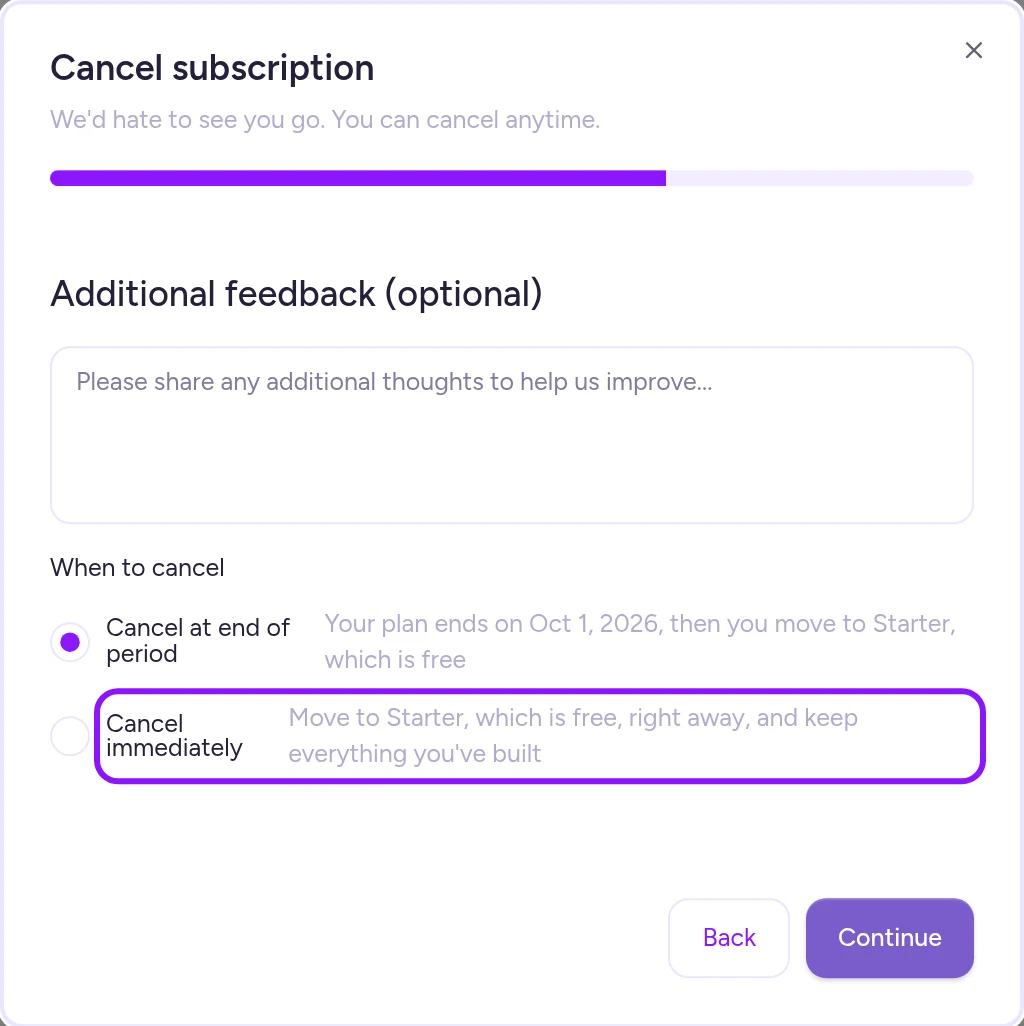 Cancel subscription
We'd hate to see you go. You can cancel anytime.
Additional feedback (optional)
Please share any additional thoughts to help us improve...
When to cancel
Cancel at end of
period
Your plan ends on Oct 1, 2026, then you move to Starter,
which is free
Cancel
immediately
Move to Starter, which is free, right away, and keep
everything you've built
Back
Continue